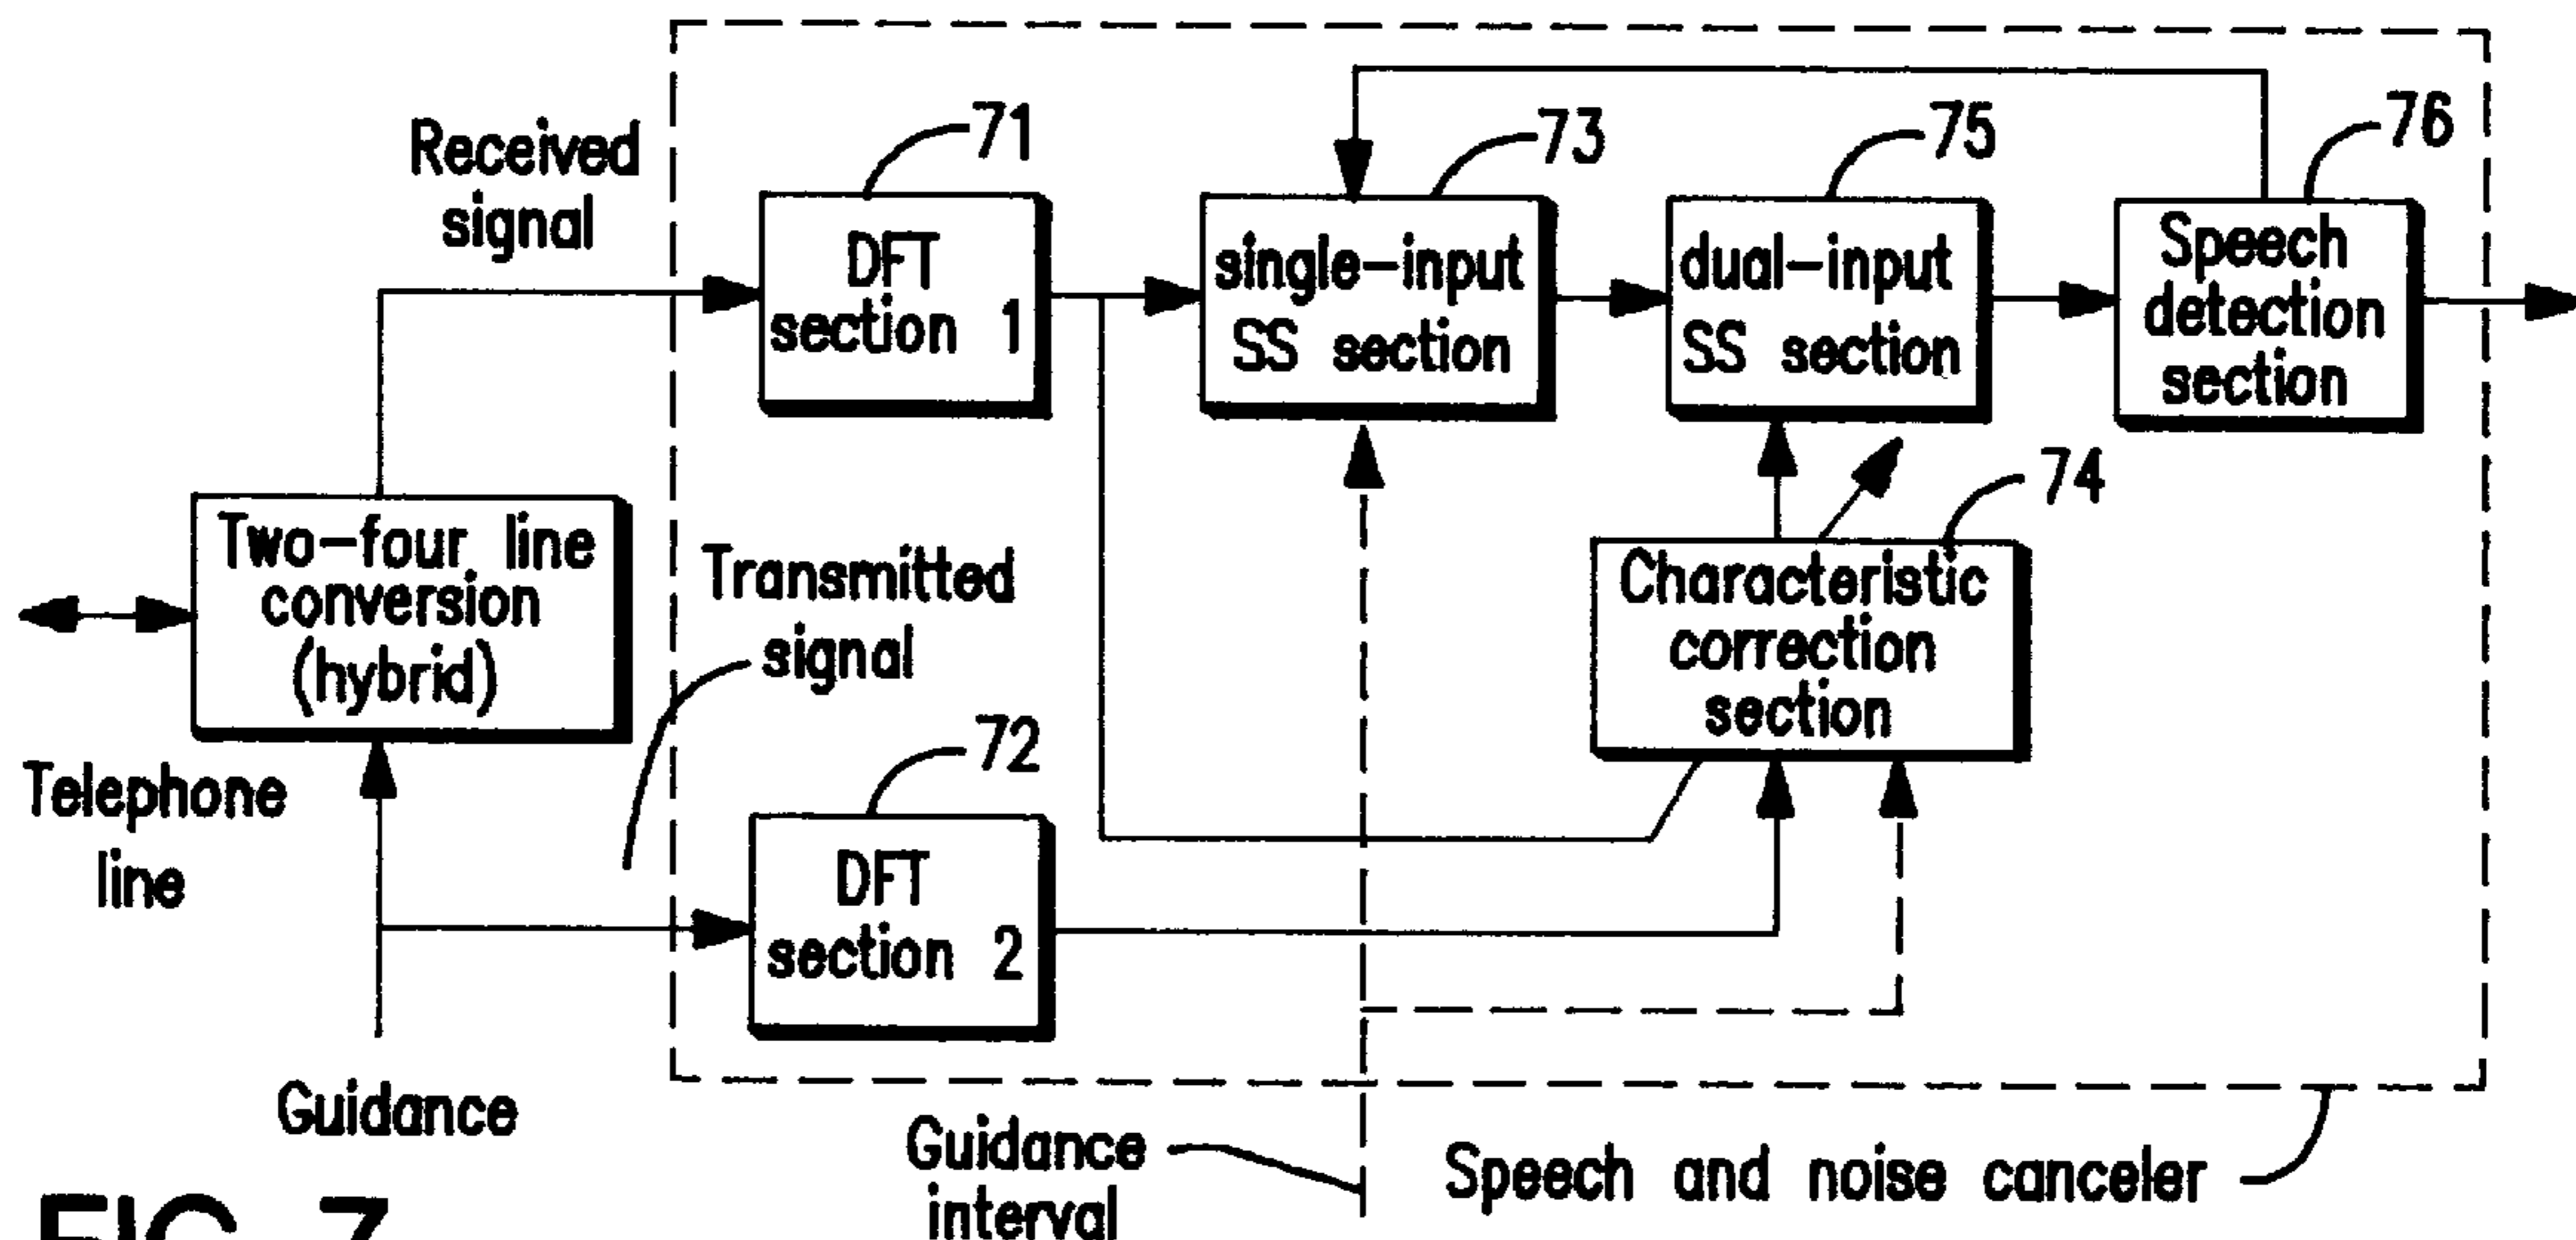 Received
signal
71
DFT
section 1
73
single-input
SS section
75
dual-input
SS section
76
Speech
detection
section
Two-four line
conversion
(hybrid)
Telephone
line
Transmitted
signal
72
DFT
section 2
74
Characteristic
correction
section
Guidance
Guidance
interval
Speech and noise canceler
FIG. 7